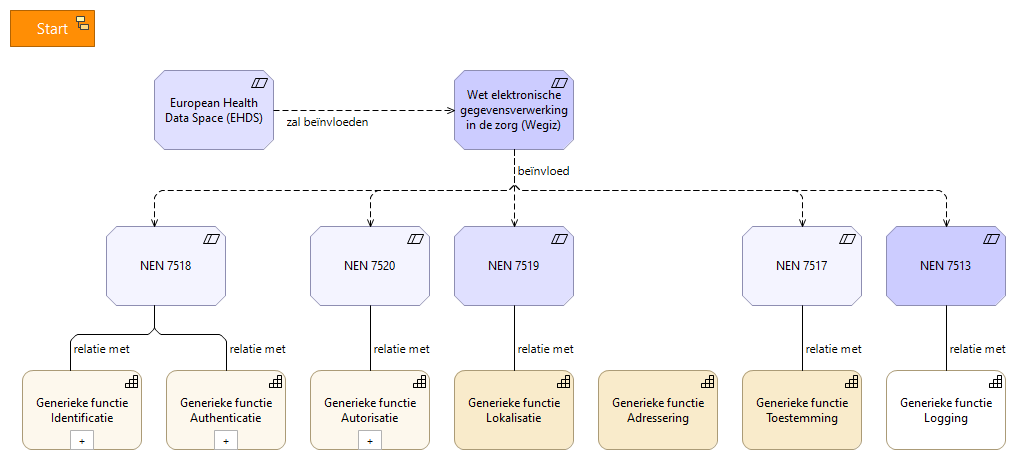 Start
European Health
Data Space (EHDS)
zal beïnvloeden
Wet elektronische
gegevensverwerking
in de zorg (Wegiz)
beïnvloed
NEN 7518
NEN 7520
NEN 7519
NEN 7517
NEN 7513
relatie met
relatie met
relatie met
relatie met
relatie met
relatie met
Generieke functie
Identificatie
+
Generieke functie
Authenticatie
+
Generieke functie
Autorisatie
+
Generieke functie
Lokalisatie
Generieke functie
Adressering
Generieke functie
Toestemming
Generieke functie
Logging